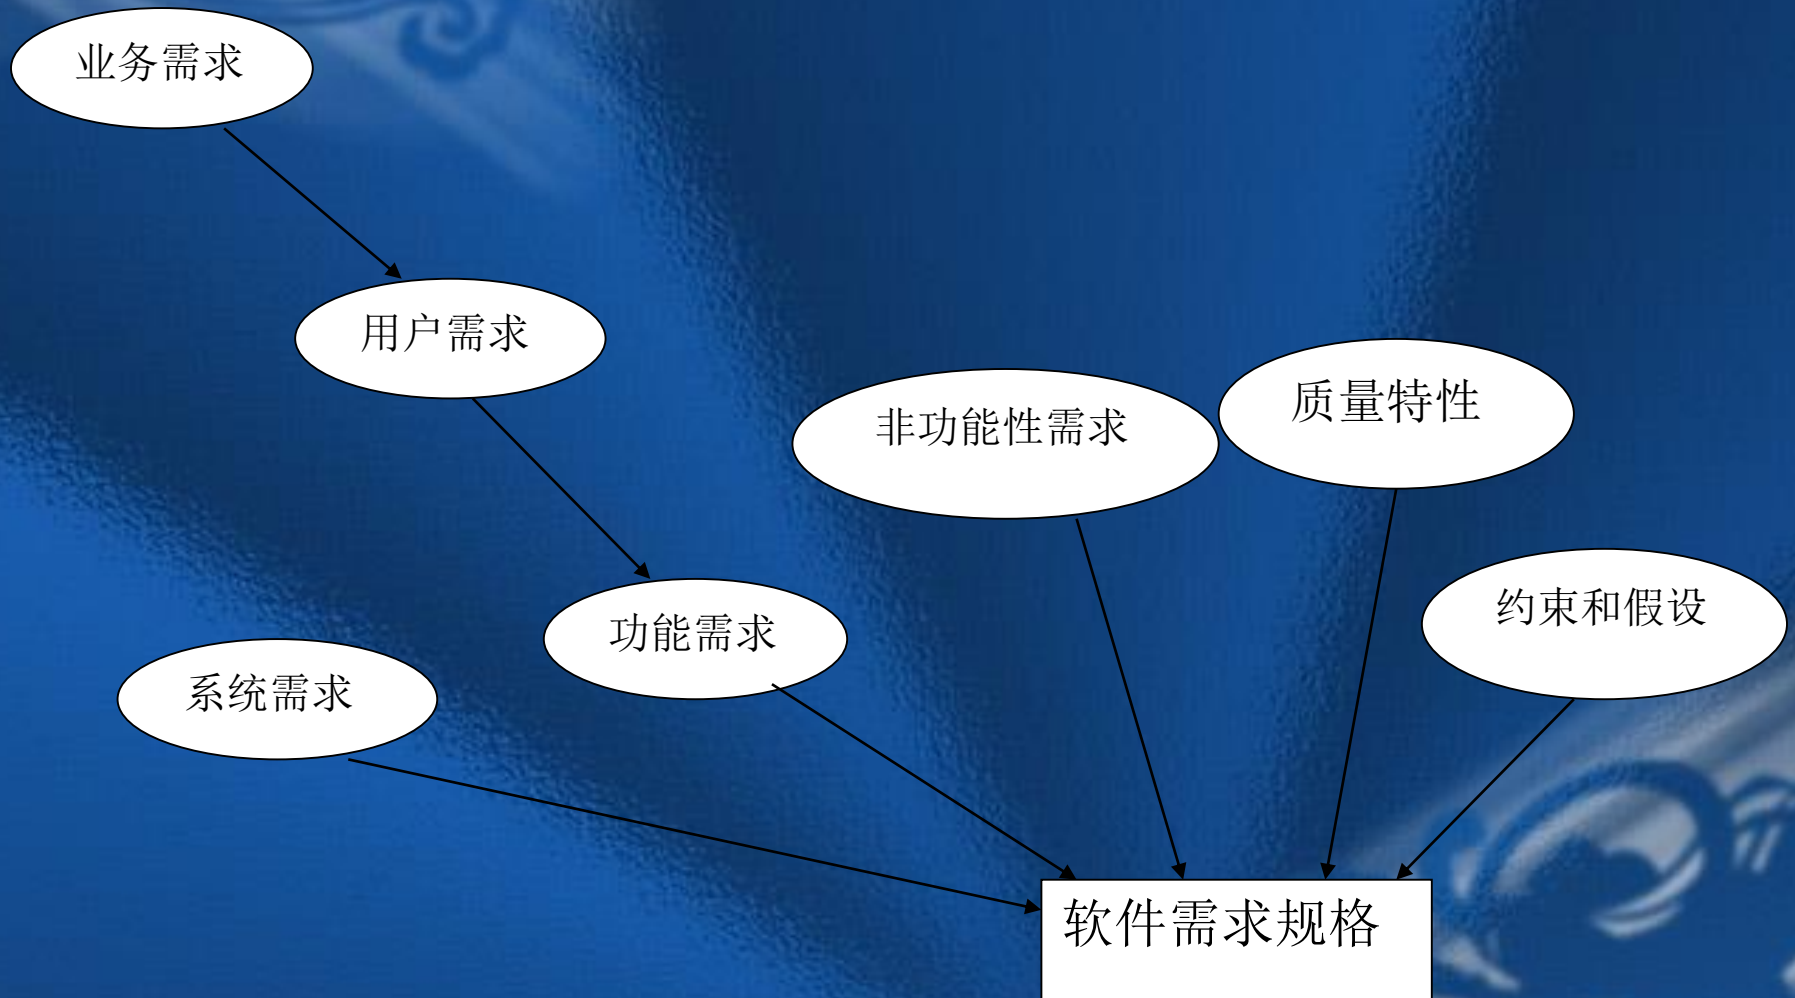 业务需求
用户需求
非功能性需求
质量特性
功能需求
约束和假设
系统需求
软件需求规格